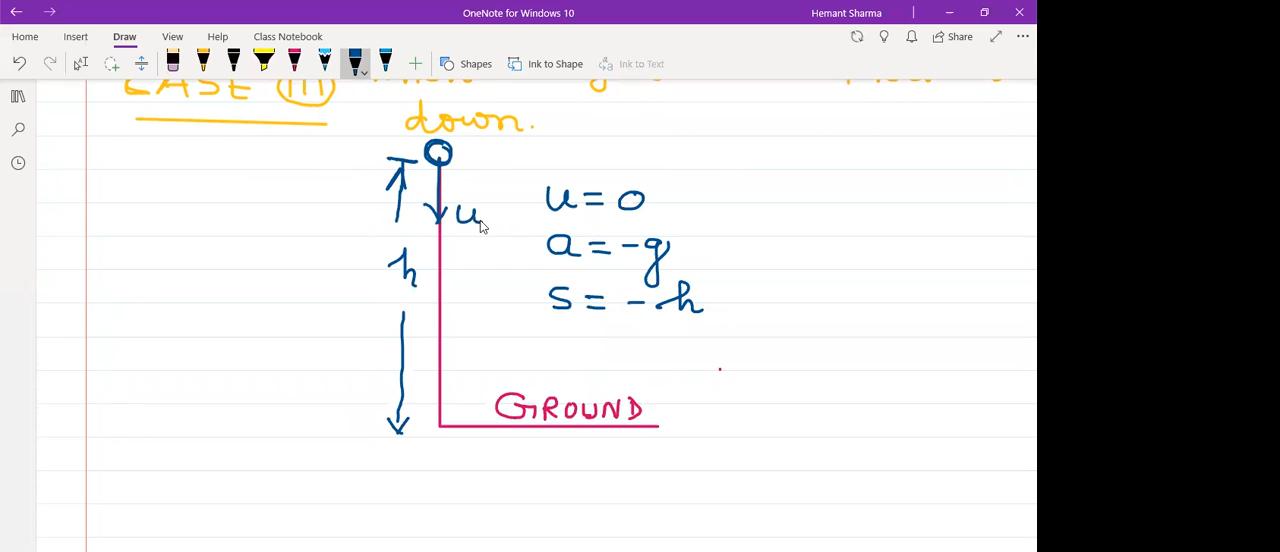 OneNote for Windows 10
Hemant Sharma
Home Insert Draw View Help Class Notebook
Share
Shapes Ink to Shape Ink to Text
CASE III
down.
u
h
u = 0
a = -g
s = -h
GROUND